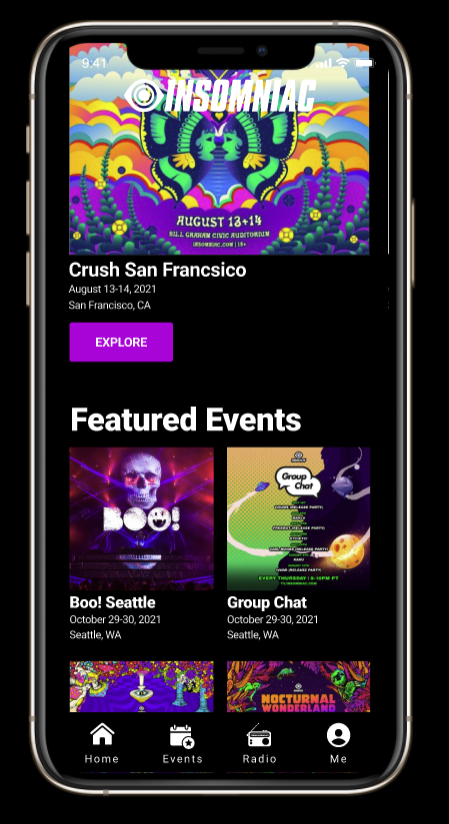 9:41
INSOMNIAC
AUGUST 13+14
BILL GRAHAM CIVIC AUDITORIUM
INSOMNIAC.COM | 18+
Crush San Francsico
August 13-14, 2021
San Francisco, CA
EXPLORE
Featured Events
BOO!
Group
Chat
EVERY THURSDAY | 8-10PM PT
Boo! Seattle
October 29-30, 2021
Seattle, WA
Group Chat
October 29-30, 2021
Seattle, WA
NOCTURNAL
WONDERLAND
Home
Events
Radio
Me